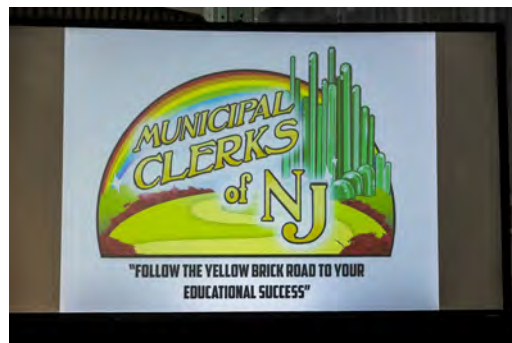 MUNICIPAL
CLERKS
of NJ
"FOLLOW THE YELLOW BRICK ROAD TO YOUR
EDUCATIONAL SUCCESS"